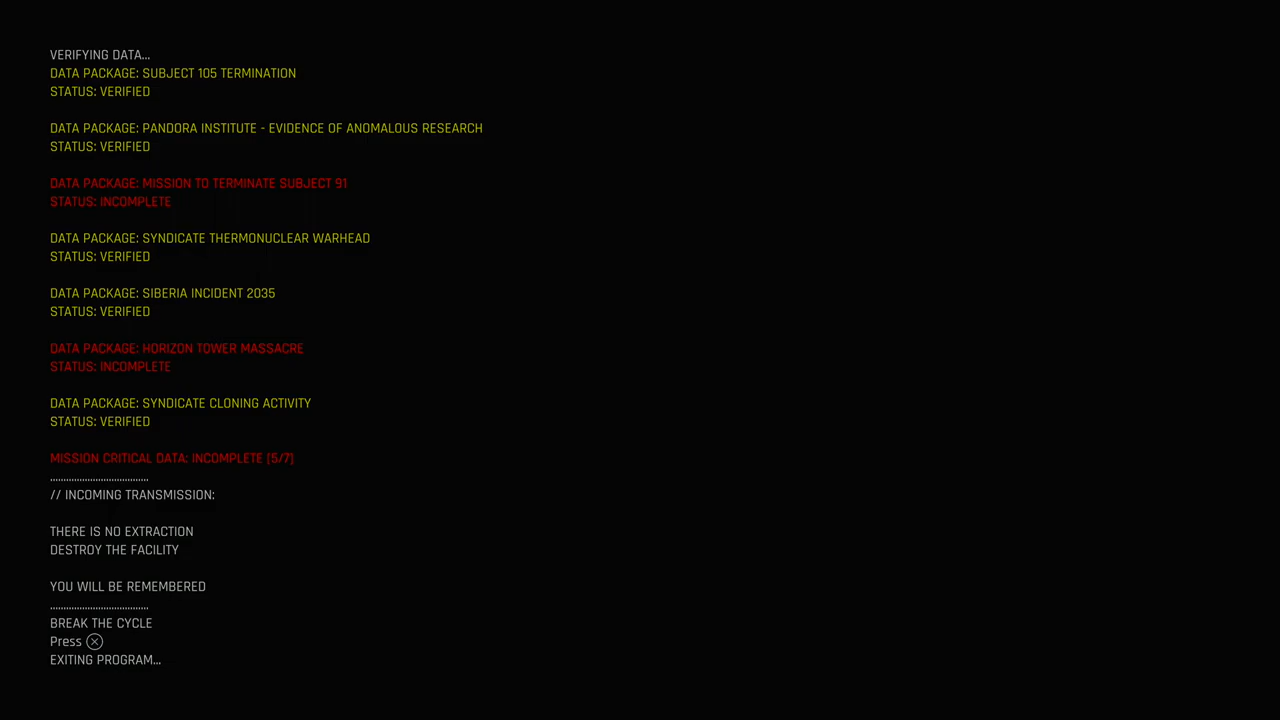 VERIFYING DATA...
DATA PACKAGE: SUBJECT 105 TERMINATION
STATUS: VERIFIED
DATA PACKAGE: PANDORA INSTITUTE - EVIDENCE OF ANOMALOUS RESEARCH
STATUS: VERIFIED
DATA PACKAGE: MISSION TO TERMINATE SUBJECT 91
STATUS: INCOMPLETE
DATA PACKAGE: SYNDICATE THERMONUCLEAR WARHEAD
STATUS: VERIFIED
DATA PACKAGE: SIBERIA INCIDENT 2035
STATUS: VERIFIED
DATA PACKAGE: HORIZON TOWER MASSACRE
STATUS: INCOMPLETE
DATA PACKAGE: SYNDICATE CLONING ACTIVITY
STATUS: VERIFIED
MISSION CRITICAL DATA: INCOMPLETE [5/7]
....................................
// INCOMING TRANSMISSION:
THERE IS NO EXTRACTION
DESTROY THE FACILITY
YOU WILL BE REMEMBERED
....................................
BREAK THE CYCLE
Press ⓧ
EXITING PROGRAM...